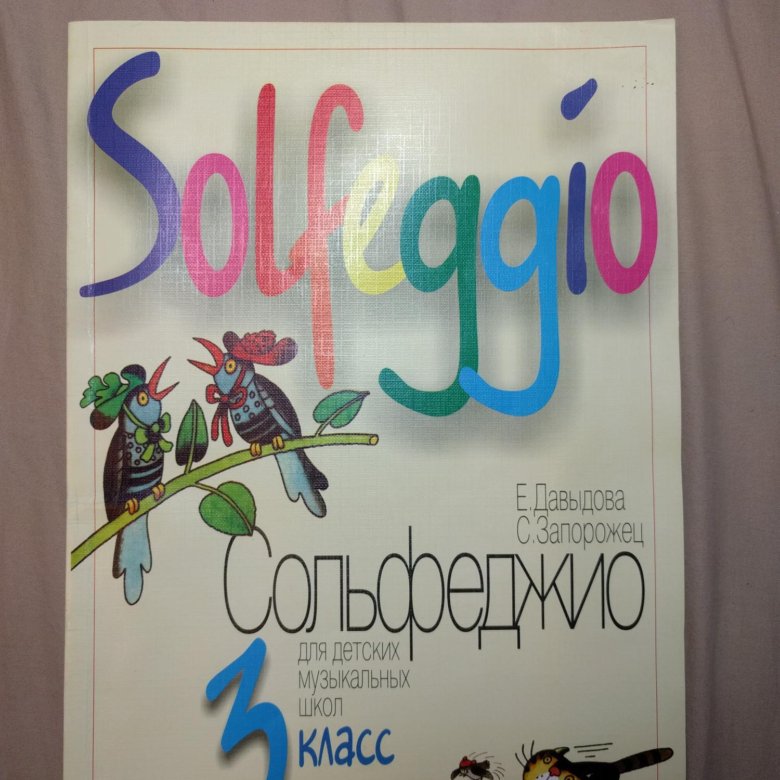 Solfeggio
Е.Давыдова
С.Запорожец
Сольфеджио
для детских
музыкальных
школ
3 класс